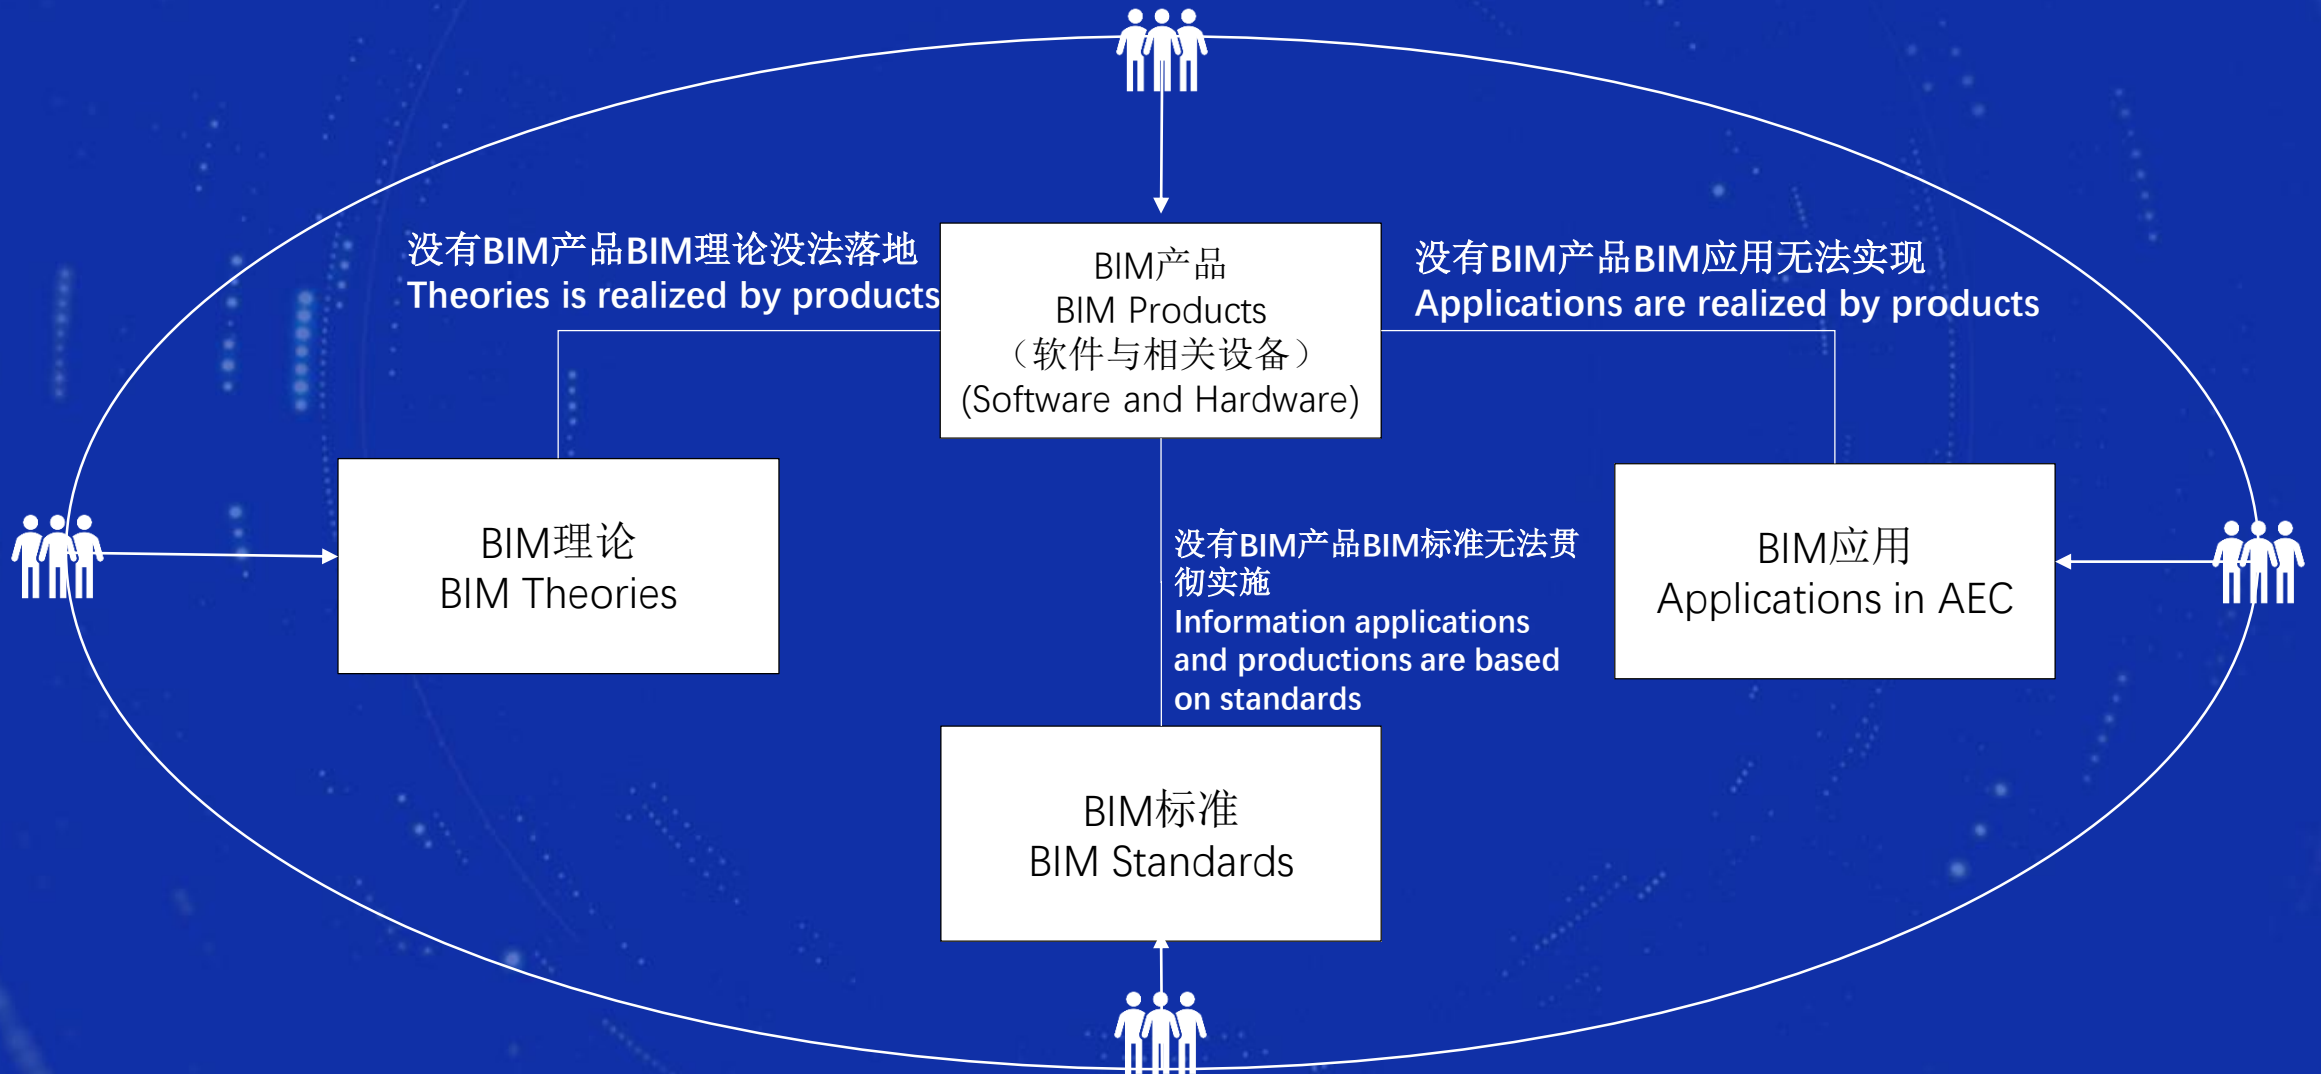 没有BIM产品BIM理论没法落地
Theories is realized by products
BIM产品
BIM Products
（软件与相关设备）
(Software and Hardware)
没有BIM产品BIM应用无法实现
Applications are realized by products
BIM理论
BIM Theories
没有BIM产品BIM标准无法贯
彻实施
Information applications
and productions are based
on standards
BIM应用
Applications in AEC
BIM标准
BIM Standards